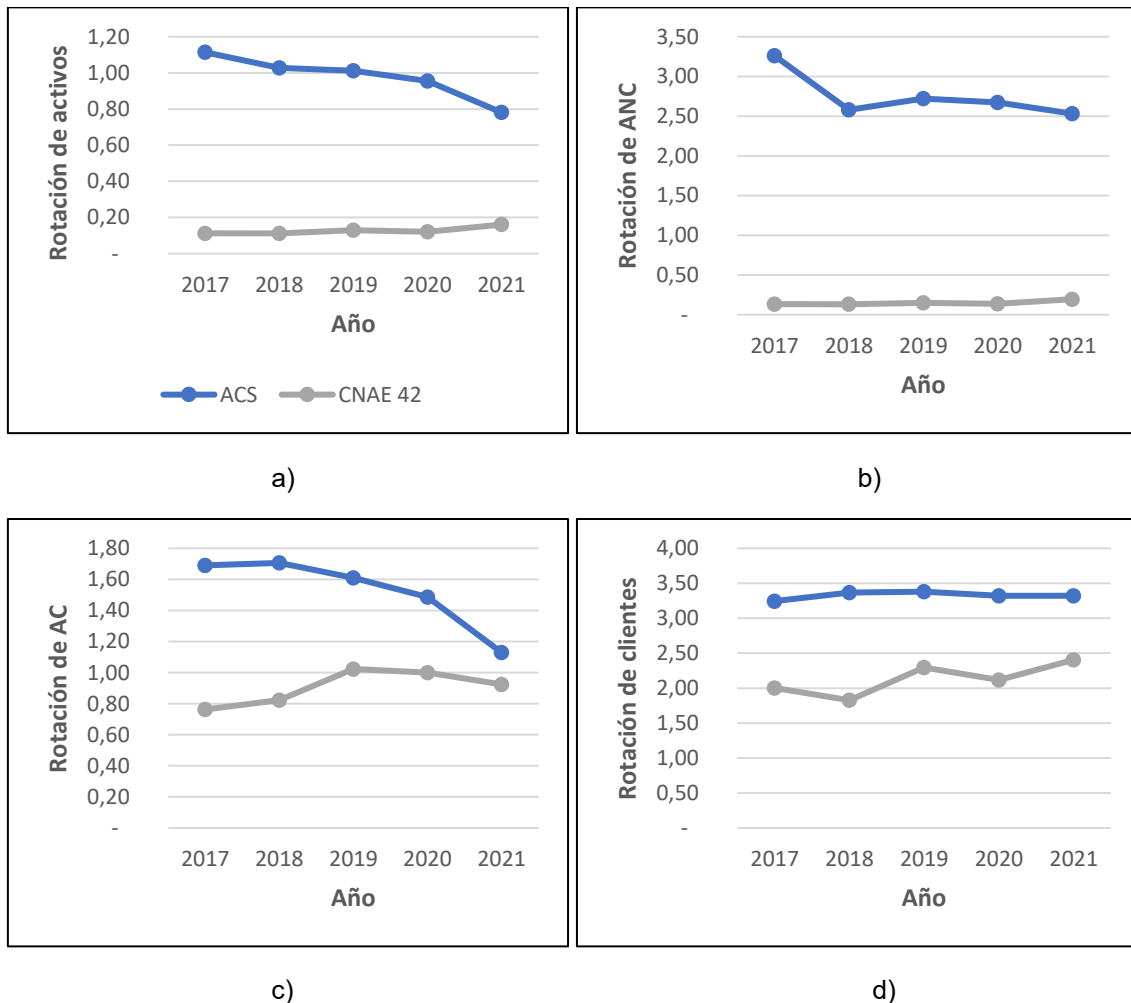 1,20
1,00
0,80
0,60
0,40
0,20
-
Rotación de activos
2017 2018 2019 2020 2021
Año
ACS CNAE 42
3,50
3,00
2,50
2,00
1,50
1,00
0,50
-
Rotación de ANC
2017 2018 2019 2020 2021
Año
a) b)
1,80
1,60
1,40
1,20
1,00
0,80
0,60
0,40
0,20
-
Rotación de AC
2017 2018 2019 2020 2021
Año
4,00
3,50
3,00
2,50
2,00
1,50
1,00
0,50
-
Rotación de clientes
2017 2018 2019 2020 2021
Año
c) d)